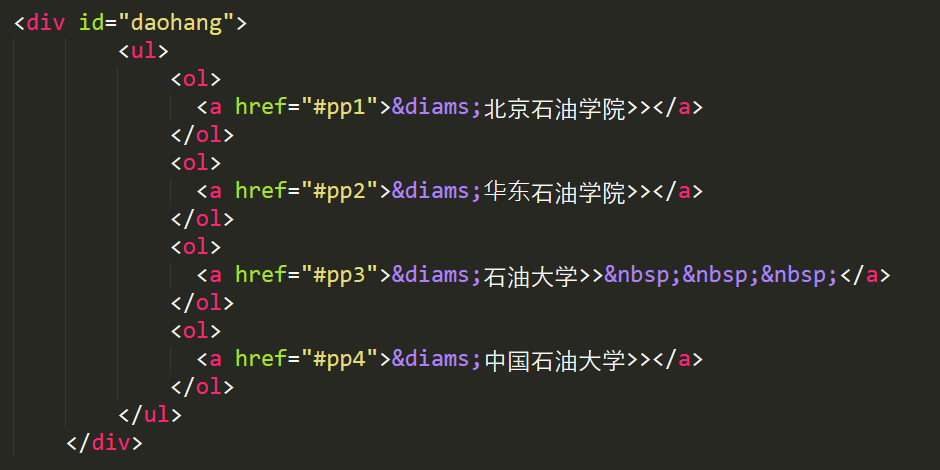 <div id="daohang">
<ul>
<ol>
<a href="#pp1">&diams;北京石油学院>></a>
</ol>
<ol>
<a href="#pp2">&diams;华东石油学院>></a>
</ol>
<ol>
<a href="#pp3">&diams;石油大学>>&nbsp;&nbsp;&nbsp;</a>
</ol>
<ol>
<a href="#pp4">&diams;中国石油大学>></a>
</ol>
</ul>
</div>